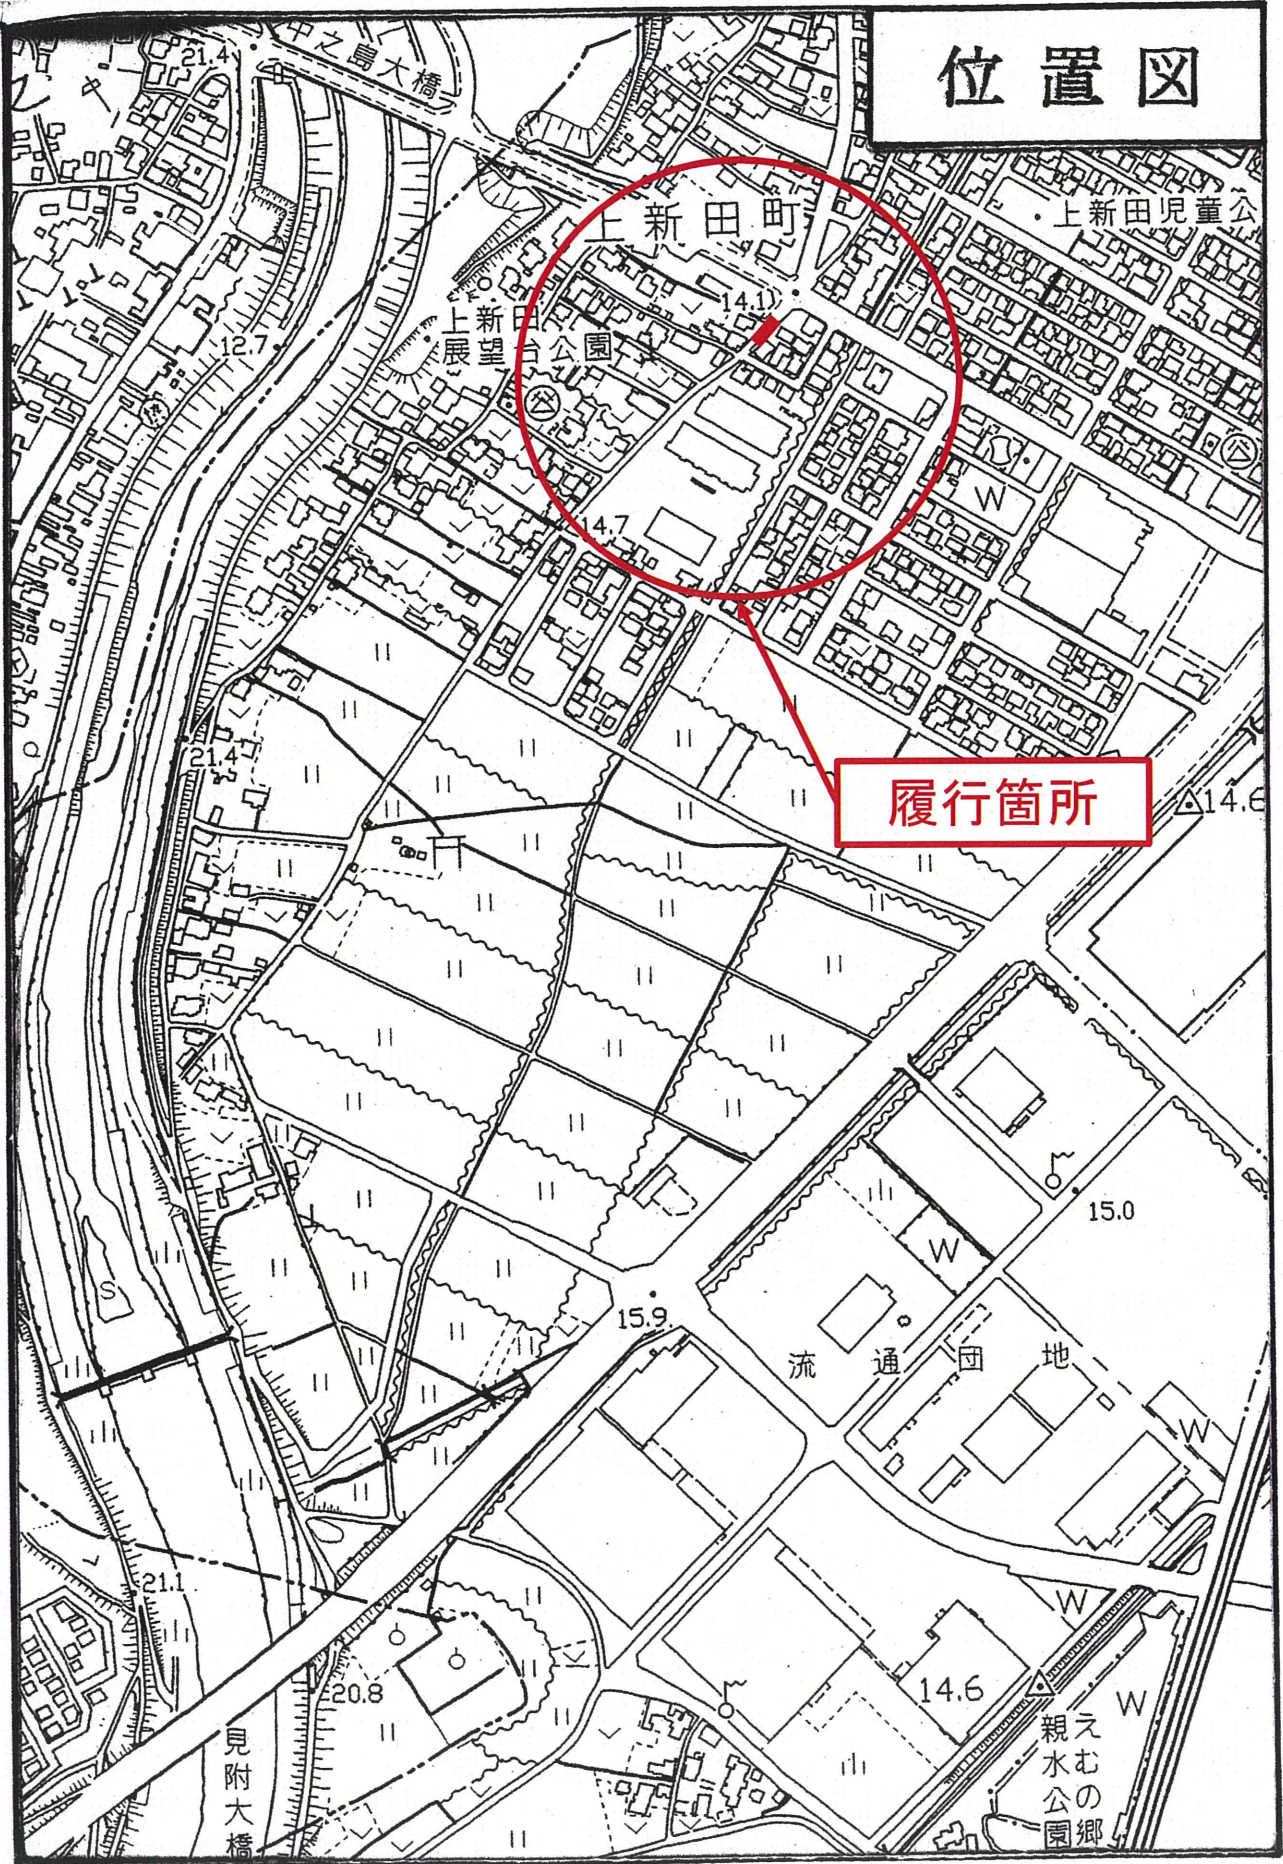 位置図
21.4
中之島大橋
上新田町
・上新田児童公
14.1
上新田
展望台公園
12.7
14.7
W
21.4
履行箇所
14.6
15.0
W
S
15.9
流通団地
W
21.1
W
20.8
14.6
W
見附大橋
えむの郷
親水公園